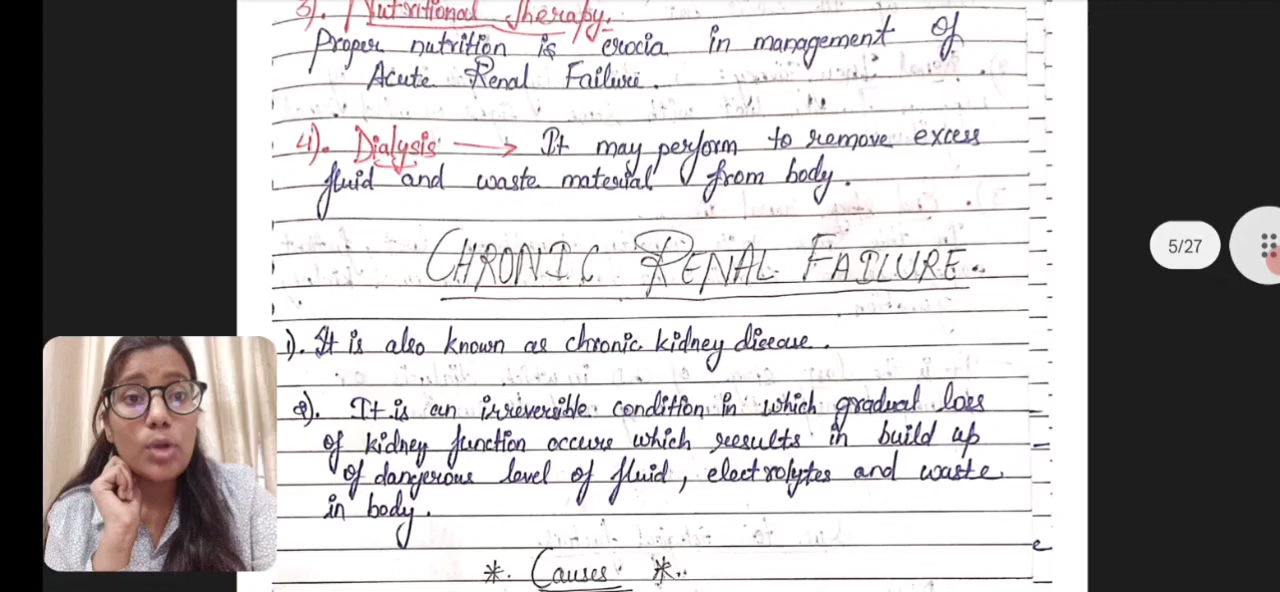 3). Nutritional Therapy.
Proper nutrition is crocia in management of
Acute Renal Failure.
4). Dialysis → It may perform to remove excess
fluid and waste material from body.
CHRONIC RENAL FAILURE.
1). It is also known as chronic kidney disease.
2). It is an irreversible condition in which gradual loss
of kidney function occurs which results in build up
of dangerous level of fluid, electrolytes and waste
in body.
*. Causes *..
5/27